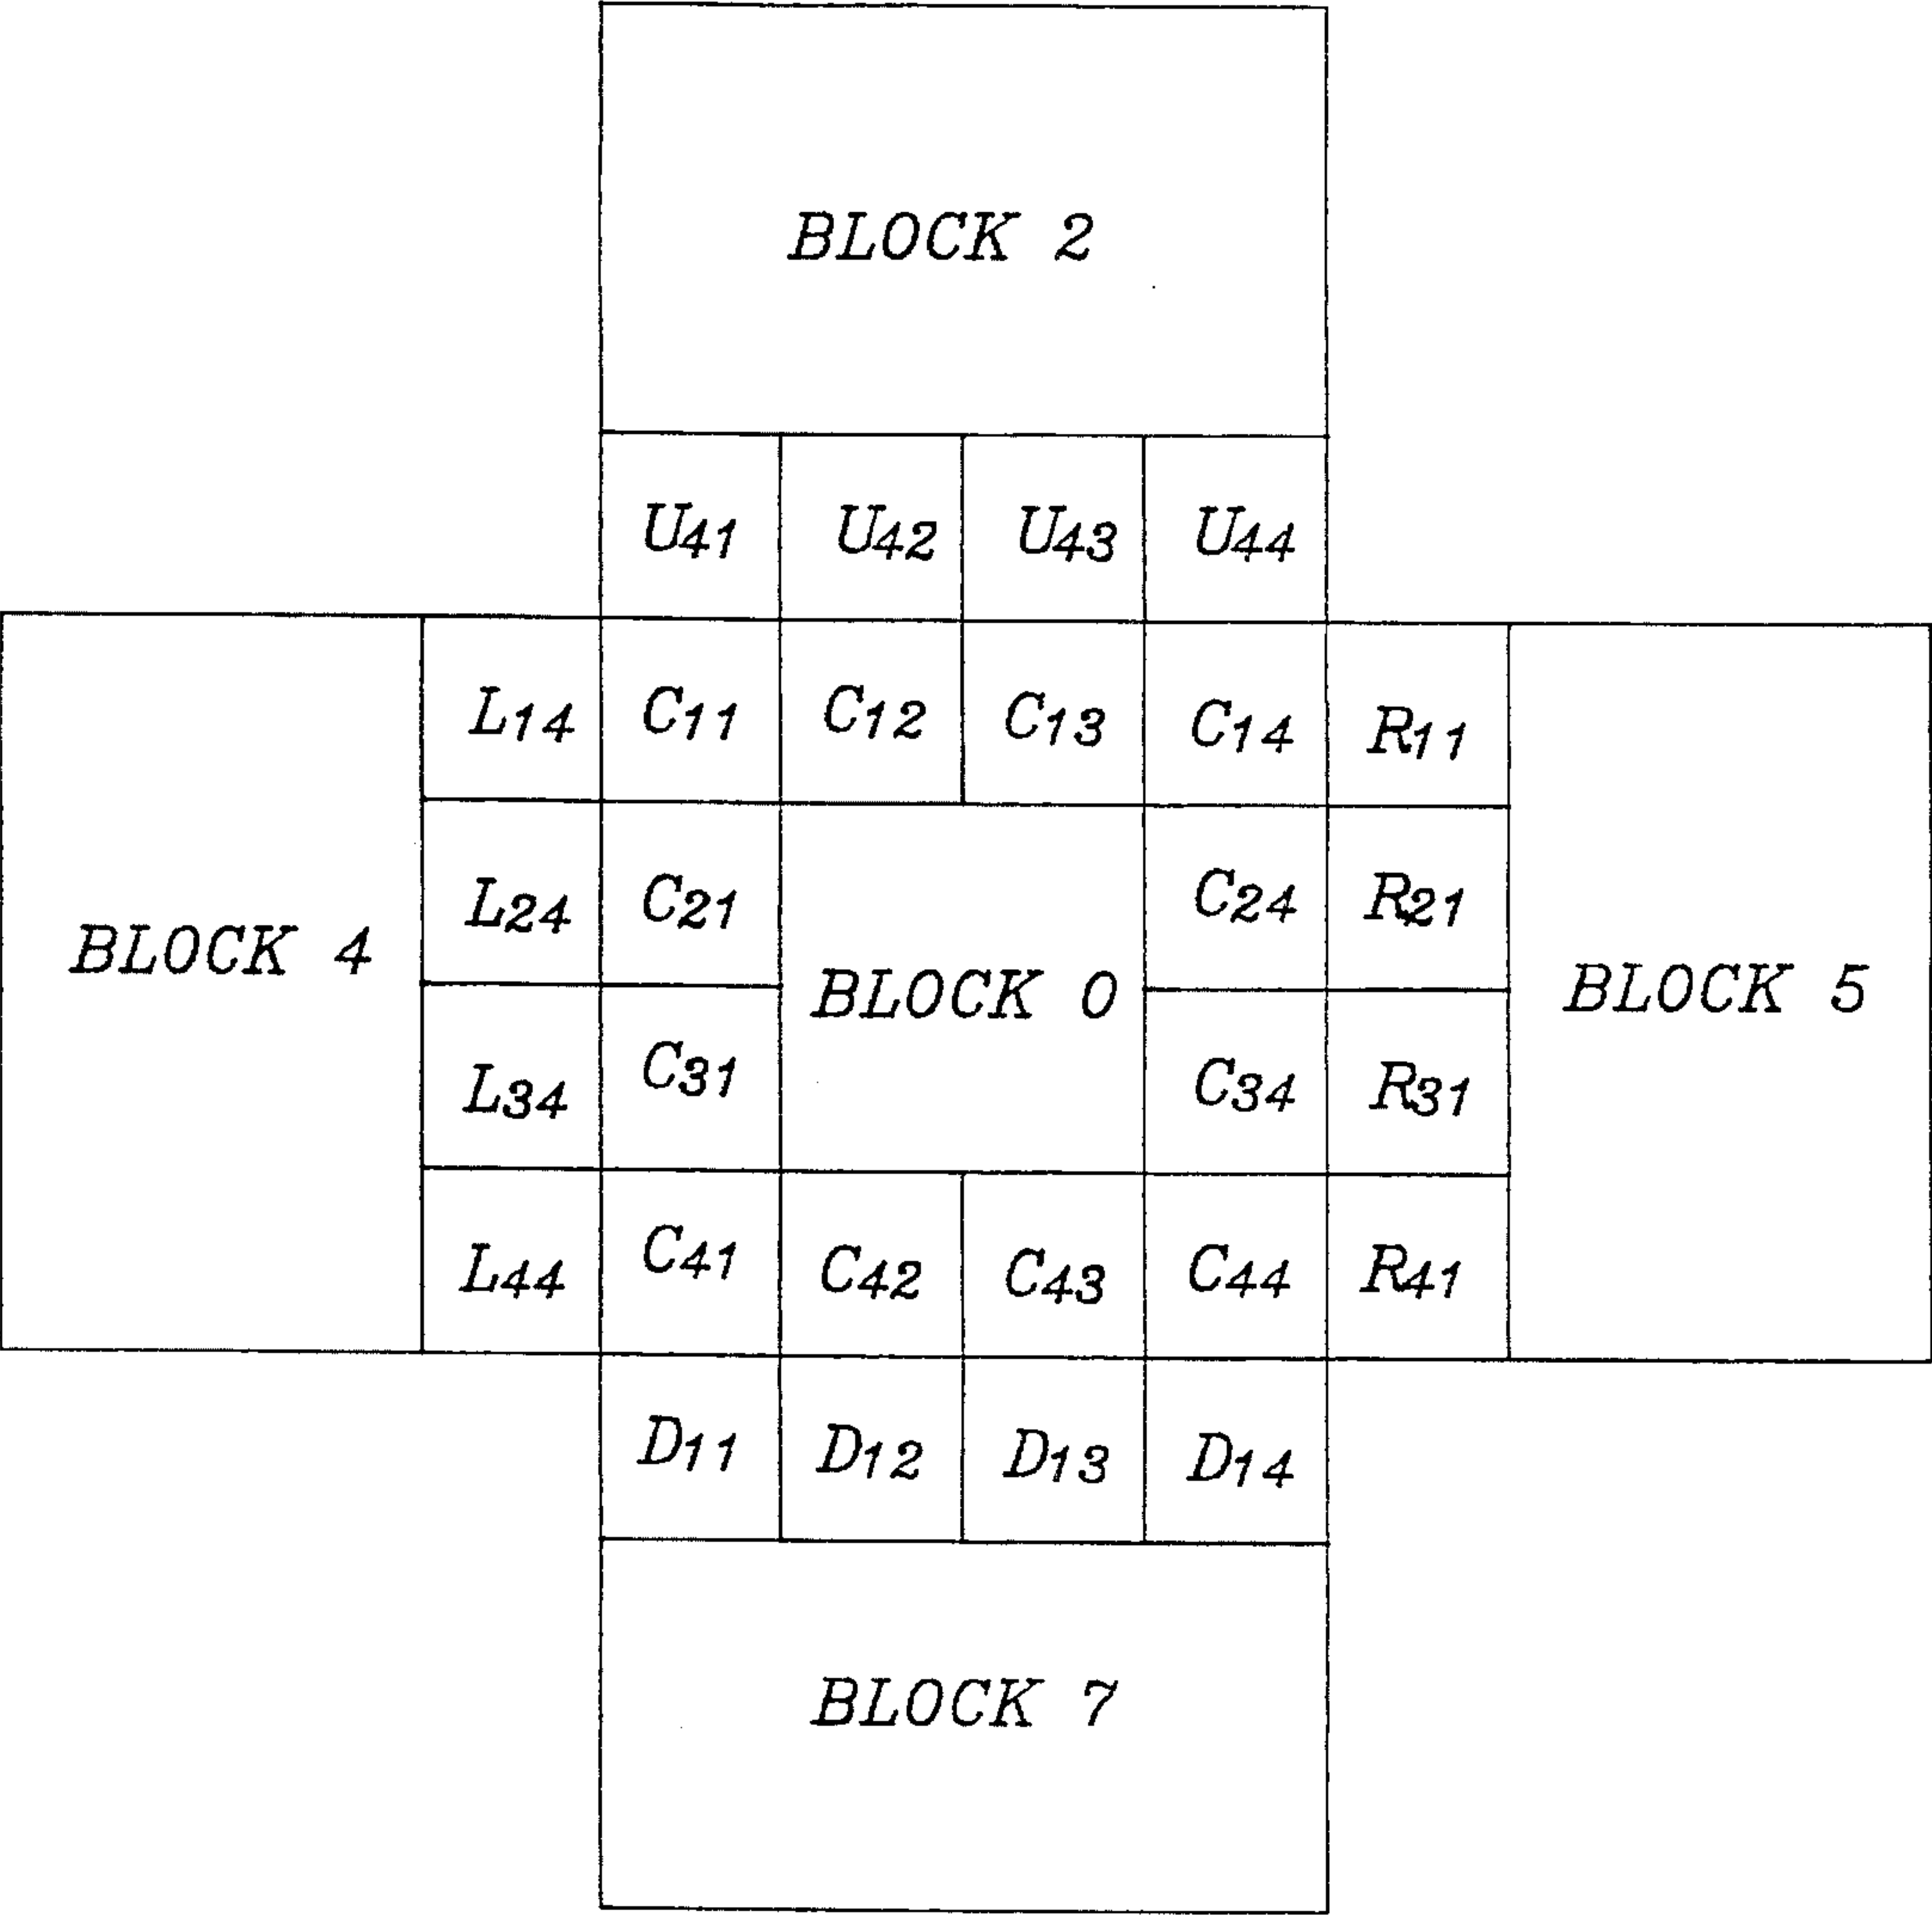 BLOCK 2
U41 U42 U43 U44
L14 C11 C12 C13 C14 R11
L24 C21 C24 R21
BLOCK 4 BLOCK 0 BLOCK 5
L34 C31 C34 R31
L44 C41 C42 C43 C44 R41
D11 D12 D13 D14
BLOCK 7